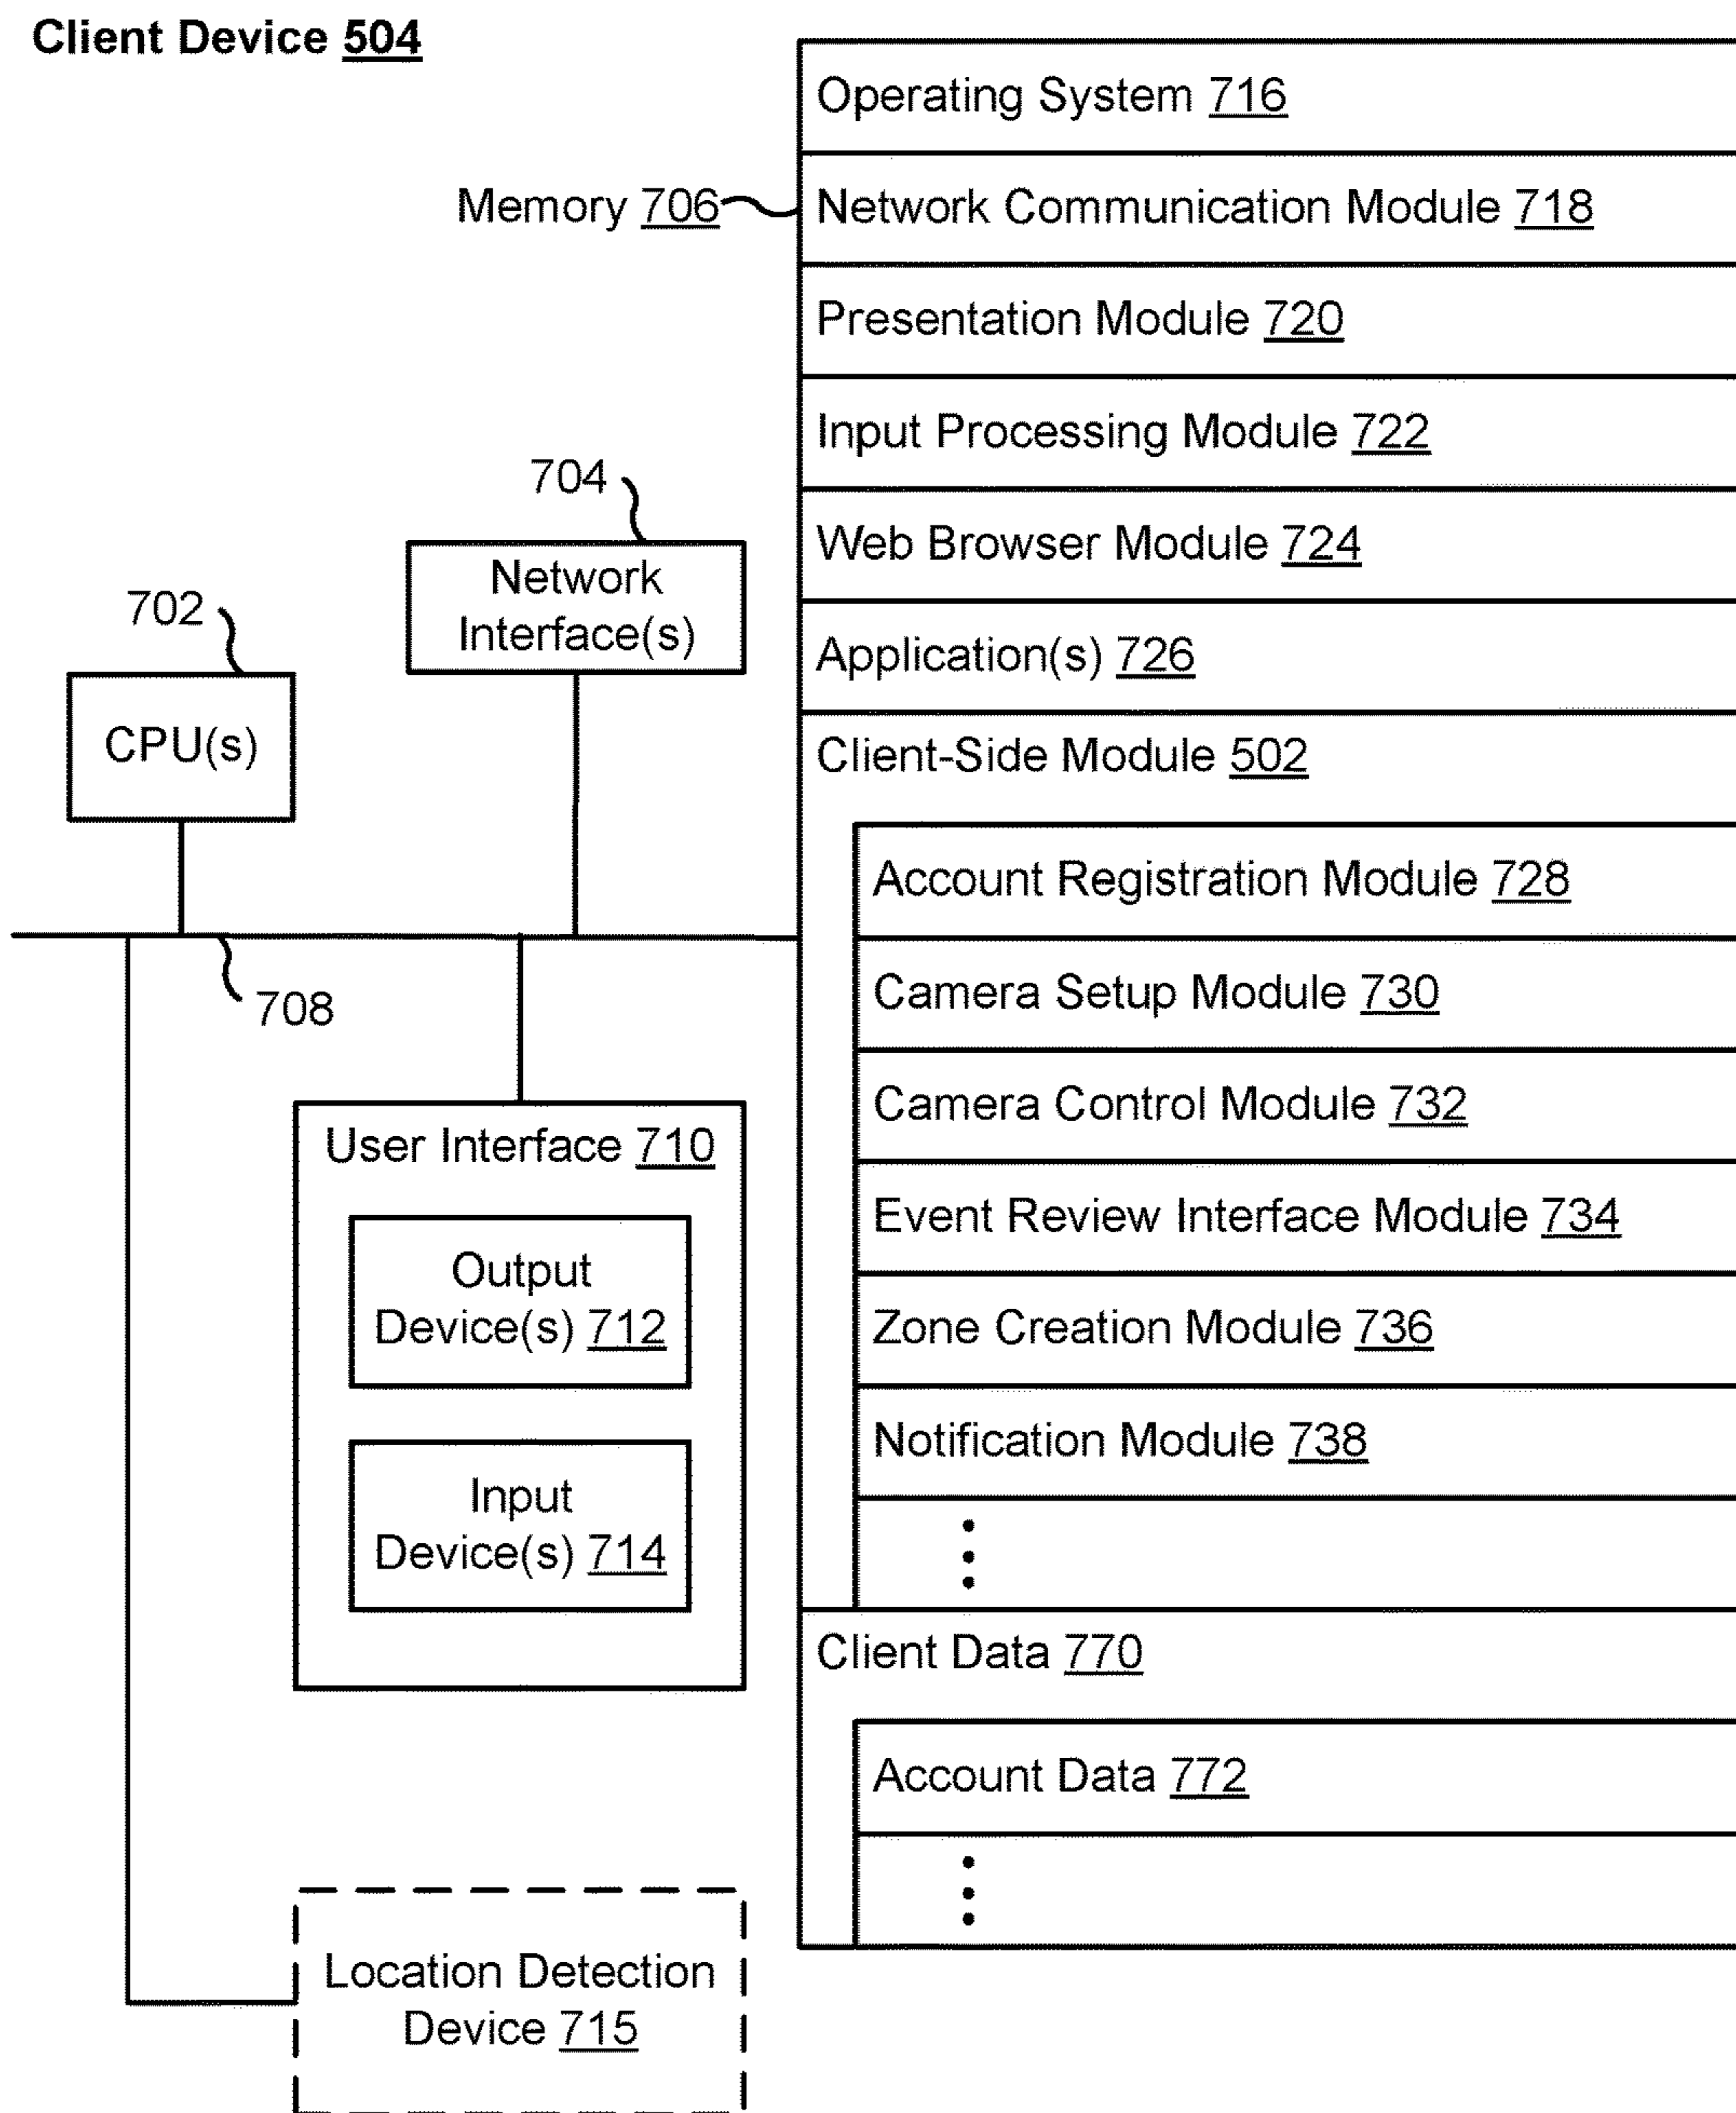 Client Device 504
Operating System 716
Memory 706
Network Communication Module 718
Presentation Module 720
Input Processing Module 722
704
Web Browser Module 724
Network
Interface(s)
702
Application(s) 726
CPU(s)
Client-Side Module 502
Account Registration Module 728
708
Camera Setup Module 730
Camera Control Module 732
User Interface 710
Event Review Interface Module 734
Output
Device(s) 712
Zone Creation Module 736
Notification Module 738
Input
Device(s) 714
Client Data 770
Account Data 772
Location Detection
Device 715